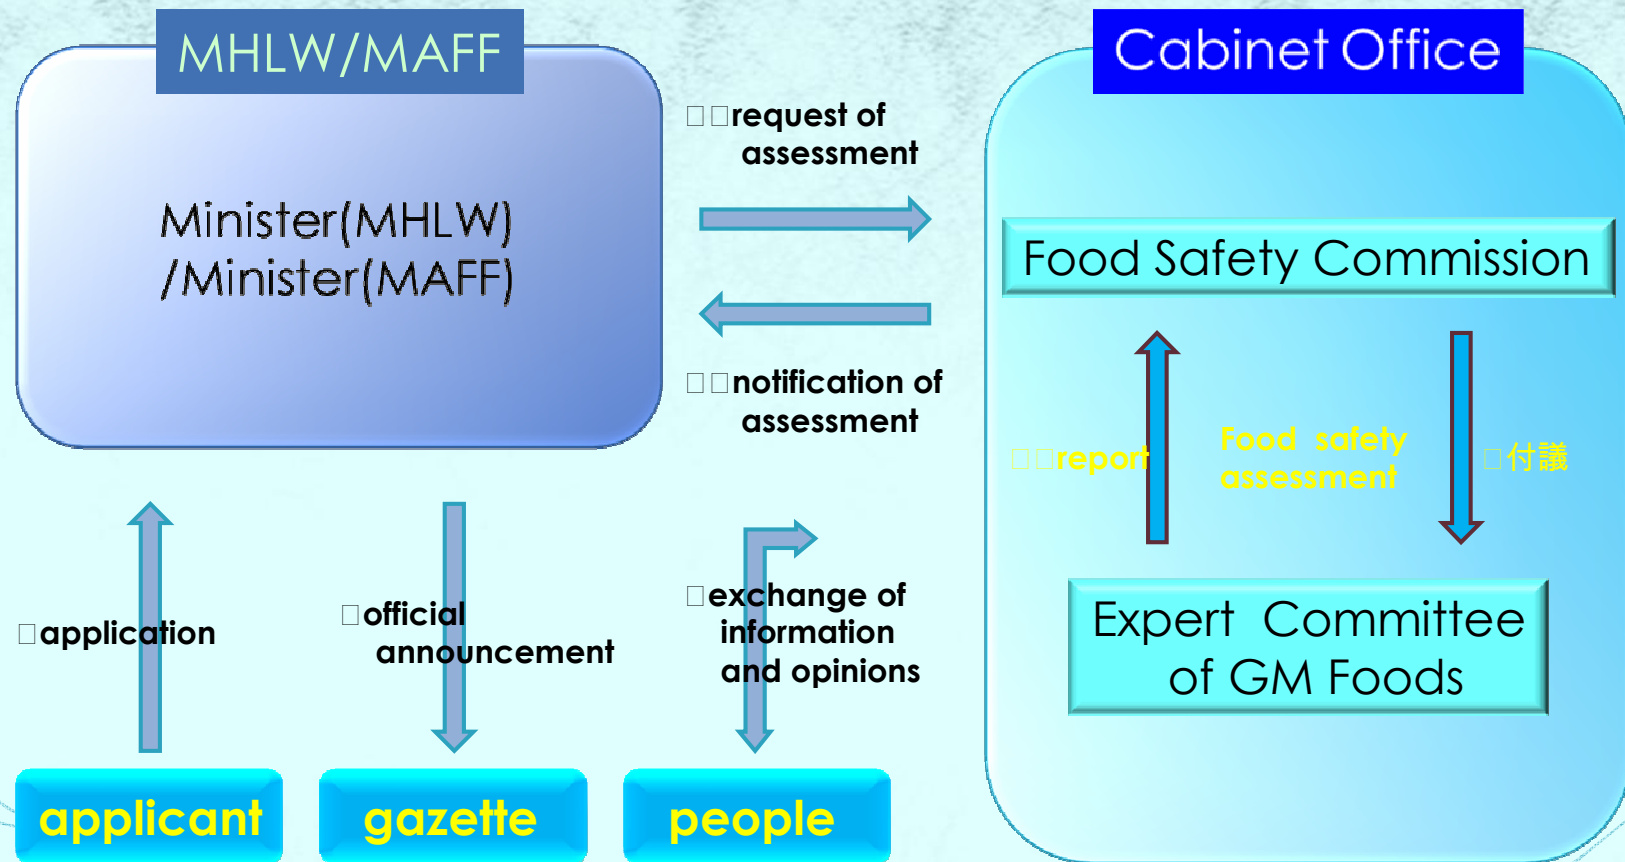 MHLW/MAFF
Cabinet Office
Minister(MHLW)
/Minister(MAFF)
request of
assessment
notification of
assessment
Food Safety Commission
report
Food safety
assessment
付議
Expert Committee
of GM Foods
application
official
announcement
exchange of
information
and opinions
applicant
gazette
people